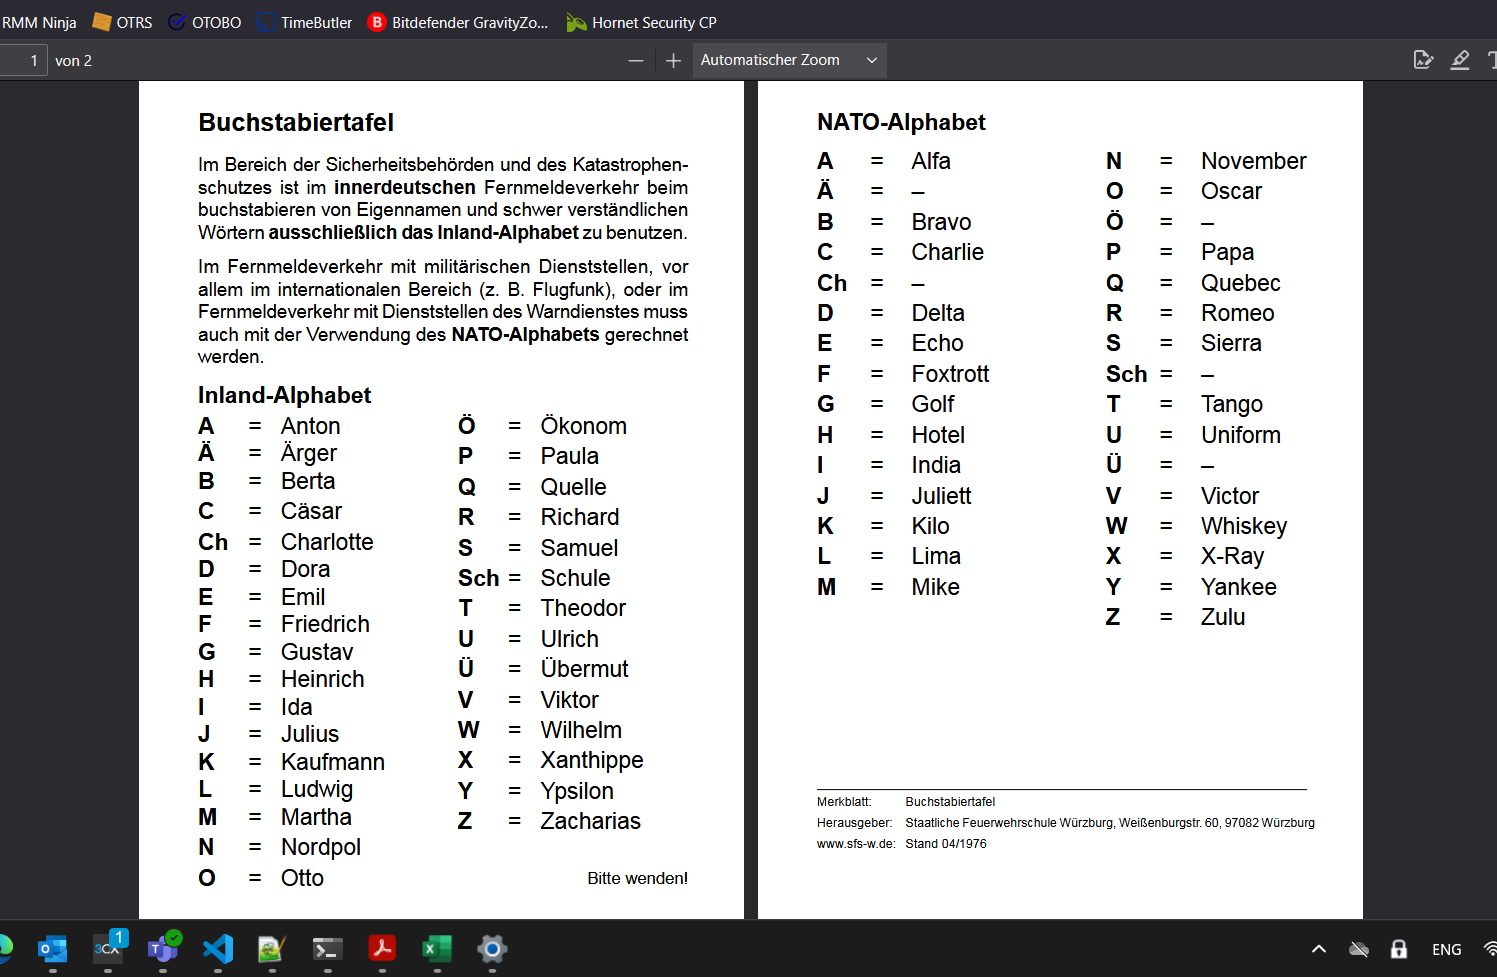 RMM Ninja OTRS OTOBO TimeButler B Bitdefender GravityZo... Hornet Security CP
1 von 2 Automatischer Zoom
Buchstabiertafel
Im Bereich der Sicherheitsbehörden und des Katastrophen-
schutzes ist im innerdeutschen Fernmeldeverkehr beim
buchstabieren von Eigennamen und schwer verständlichen
Wörtern ausschließlich das Inland-Alphabet zu benutzen.
Im Fernmeldeverkehr mit militärischen Dienststellen, vor
allem im internationalen Bereich (z. B. Flugfunk), oder im
Fernmeldeverkehr mit Dienststellen des Warndienstes muss
auch mit der Verwendung des NATO-Alphabets gerechnet
werden.
Inland-Alphabet
A = Anton
Ä = Ärger
B = Berta
C = Cäsar
Ch = Charlotte
D = Dora
E = Emil
F = Friedrich
G = Gustav
H = Heinrich
I = Ida
J = Julius
K = Kaufmann
L = Ludwig
M = Martha
N = Nordpol
O = Otto
Ö = Ökonom
P = Paula
Q = Quelle
R = Richard
S = Samuel
Sch = Schule
T = Theodor
U = Ulrich
Ü = Übermut
V = Viktor
W = Wilhelm
X = Xanthippe
Y = Ypsilon
Z = Zacharias
Bitte wenden!
NATO-Alphabet
A = Alfa
Ä = –
B = Bravo
C = Charlie
Ch = –
D = Delta
E = Echo
F = Foxtrott
G = Golf
H = Hotel
I = India
J = Juliett
K = Kilo
L = Lima
M = Mike
N = November
O = Oscar
Ö = –
P = Papa
Q = Quebec
R = Romeo
S = Sierra
Sch = –
T = Tango
U = Uniform
Ü = –
V = Victor
W = Whiskey
X = X-Ray
Y = Yankee
Z = Zulu
Merkblatt: Buchstabiertafel
Herausgeber: Staatliche Feuerwehrschule Würzburg, Weißenburgstr. 60, 97082 Würzburg
www.sfs-w.de: Stand 04/1976
3CX 1 ENG